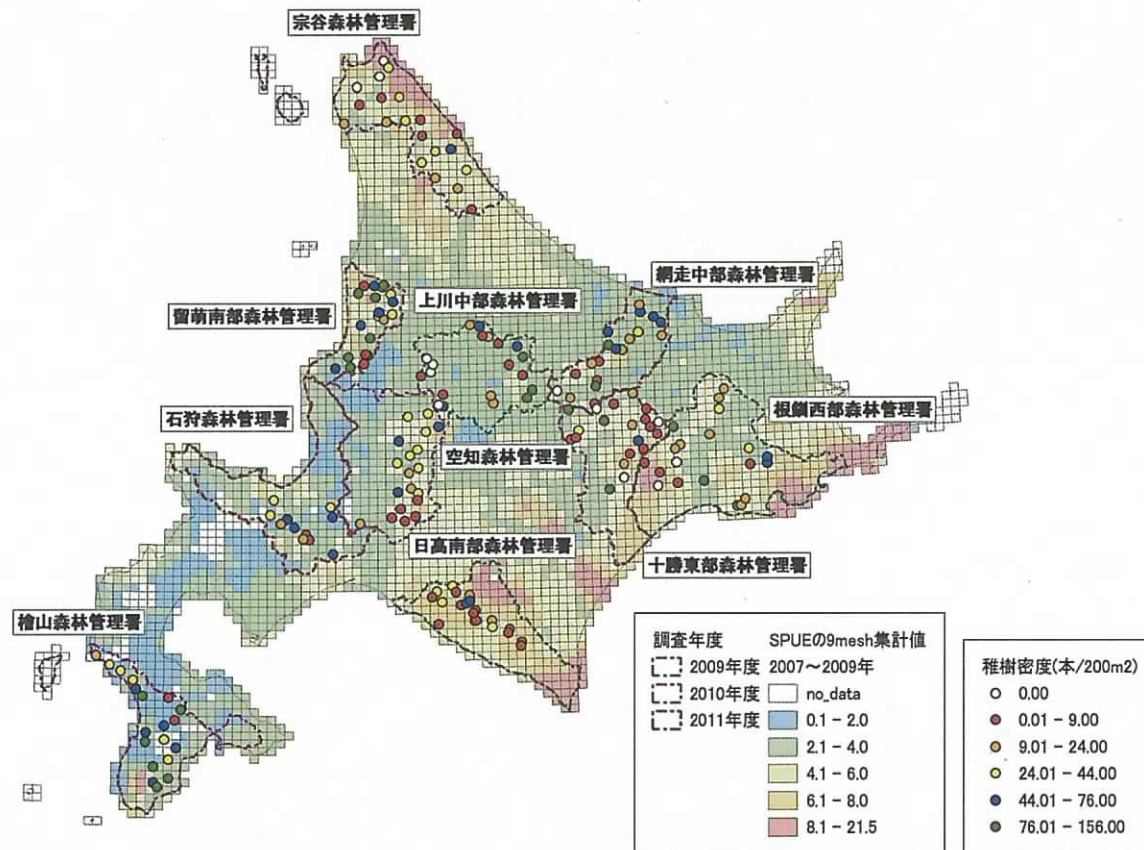 宗谷森林管理署
網走中部森林管理署
上川中部森林管理署
留萌南部森林管理署
石狩森林管理署
根釧西部森林管理署
空知森林管理署
日高南部森林管理署
十勝東部森林管理署
檜山森林管理署
調査年度 SPUEの9mesh集計値
2009年度 2007～2009年
2010年度 no_data
2011年度 0.1 - 2.0
2.1 - 4.0
4.1 - 6.0
6.1 - 8.0
8.1 - 21.5
稚樹密度(本/200m2)
0.00
0.01 - 9.00
9.01 - 24.00
24.01 - 44.00
44.01 - 76.00
76.01 - 156.00